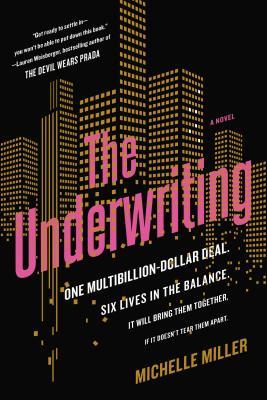 "Get ready to settle in—
you won't be able to put down this book."
—Lauren Weisberger, bestselling author of
THE DEVIL WEARS PRADA
A NOVEL
The
Underwriting
ONE MULTIBILLION-DOLLAR DEAL.
SIX LIVES IN THE BALANCE.
IT WILL BRING THEM TOGETHER,
IF IT DOESN'T TEAR THEM APART.
MICHELLE MILLER